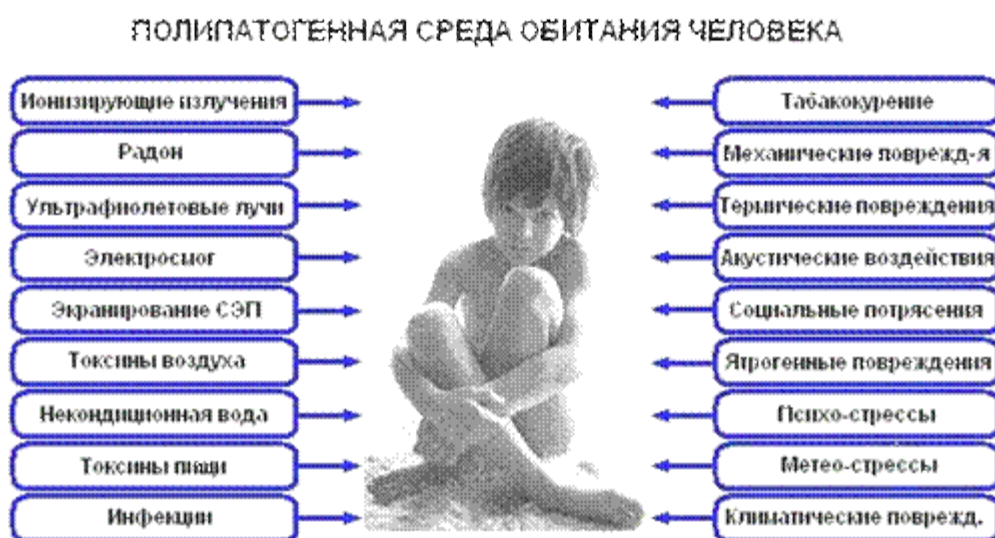 ПОЛИПАТОГЕННАЯ СРЕДА ОБИТАНИЯ ЧЕЛОВЕКА
Ионизирующие излучения
Радон
Ультрафиолетовые лучи
Электросмог
Экранирование СЭП
Токсины воздуха
Некондиционная вода
Токсины пищи
Инфекции
Табакокурение
Механические поврежд-я
Термические повреждения
Акустические воздействия
Социальные потрясения
Ятрогенные повреждения
Психо-стрессы
Метео-стрессы
Климатические поврежд.